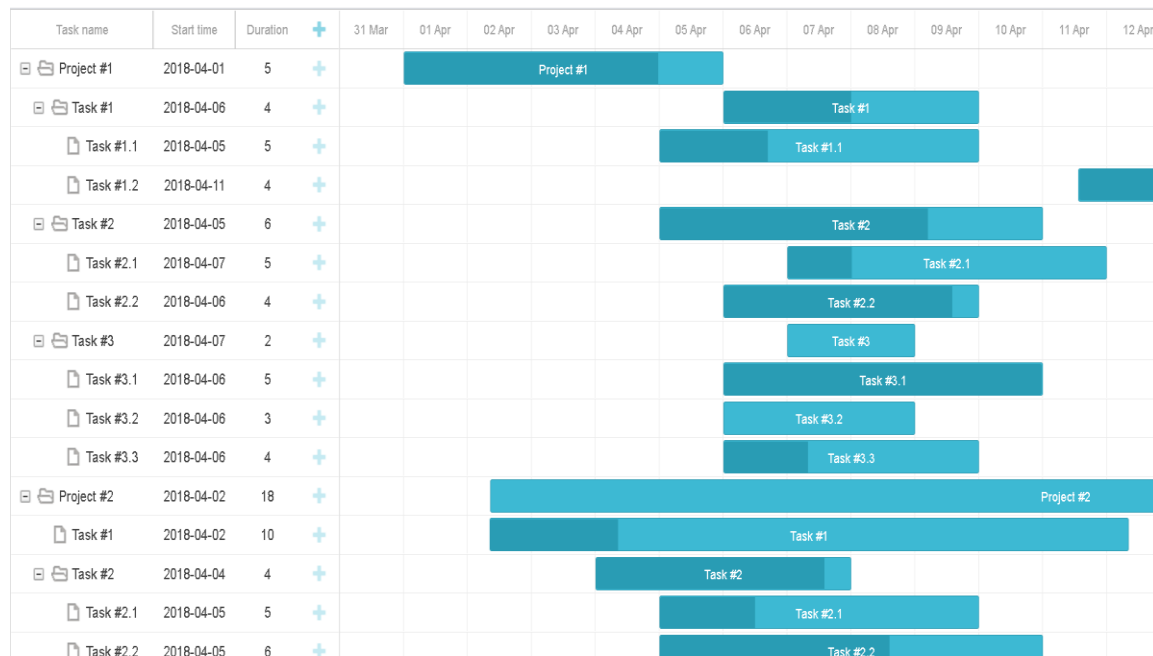 Task name Start time Duration 31 Mar 01 Apr 02 Apr 03 Apr 04 Apr 05 Apr 06 Apr 07 Apr 08 Apr 09 Apr 10 Apr 11 Apr 12 Apr
Project #1 2018-04-01 5 Project #1
Task #1 2018-04-06 4 Task #1
Task #1.1 2018-04-05 5 Task #1.1
Task #1.2 2018-04-11 4
Task #2 2018-04-05 6 Task #2
Task #2.1 2018-04-07 5 Task #2.1
Task #2.2 2018-04-06 4 Task #2.2
Task #3 2018-04-07 2 Task #3
Task #3.1 2018-04-06 5 Task #3.1
Task #3.2 2018-04-06 3 Task #3.2
Task #3.3 2018-04-06 4 Task #3.3
Project #2 2018-04-02 18 Project #2
Task #1 2018-04-02 10 Task #1
Task #2 2018-04-04 4 Task #2
Task #2.1 2018-04-05 5 Task #2.1
Task #2.2 2018-04-05 6 Task #2.2